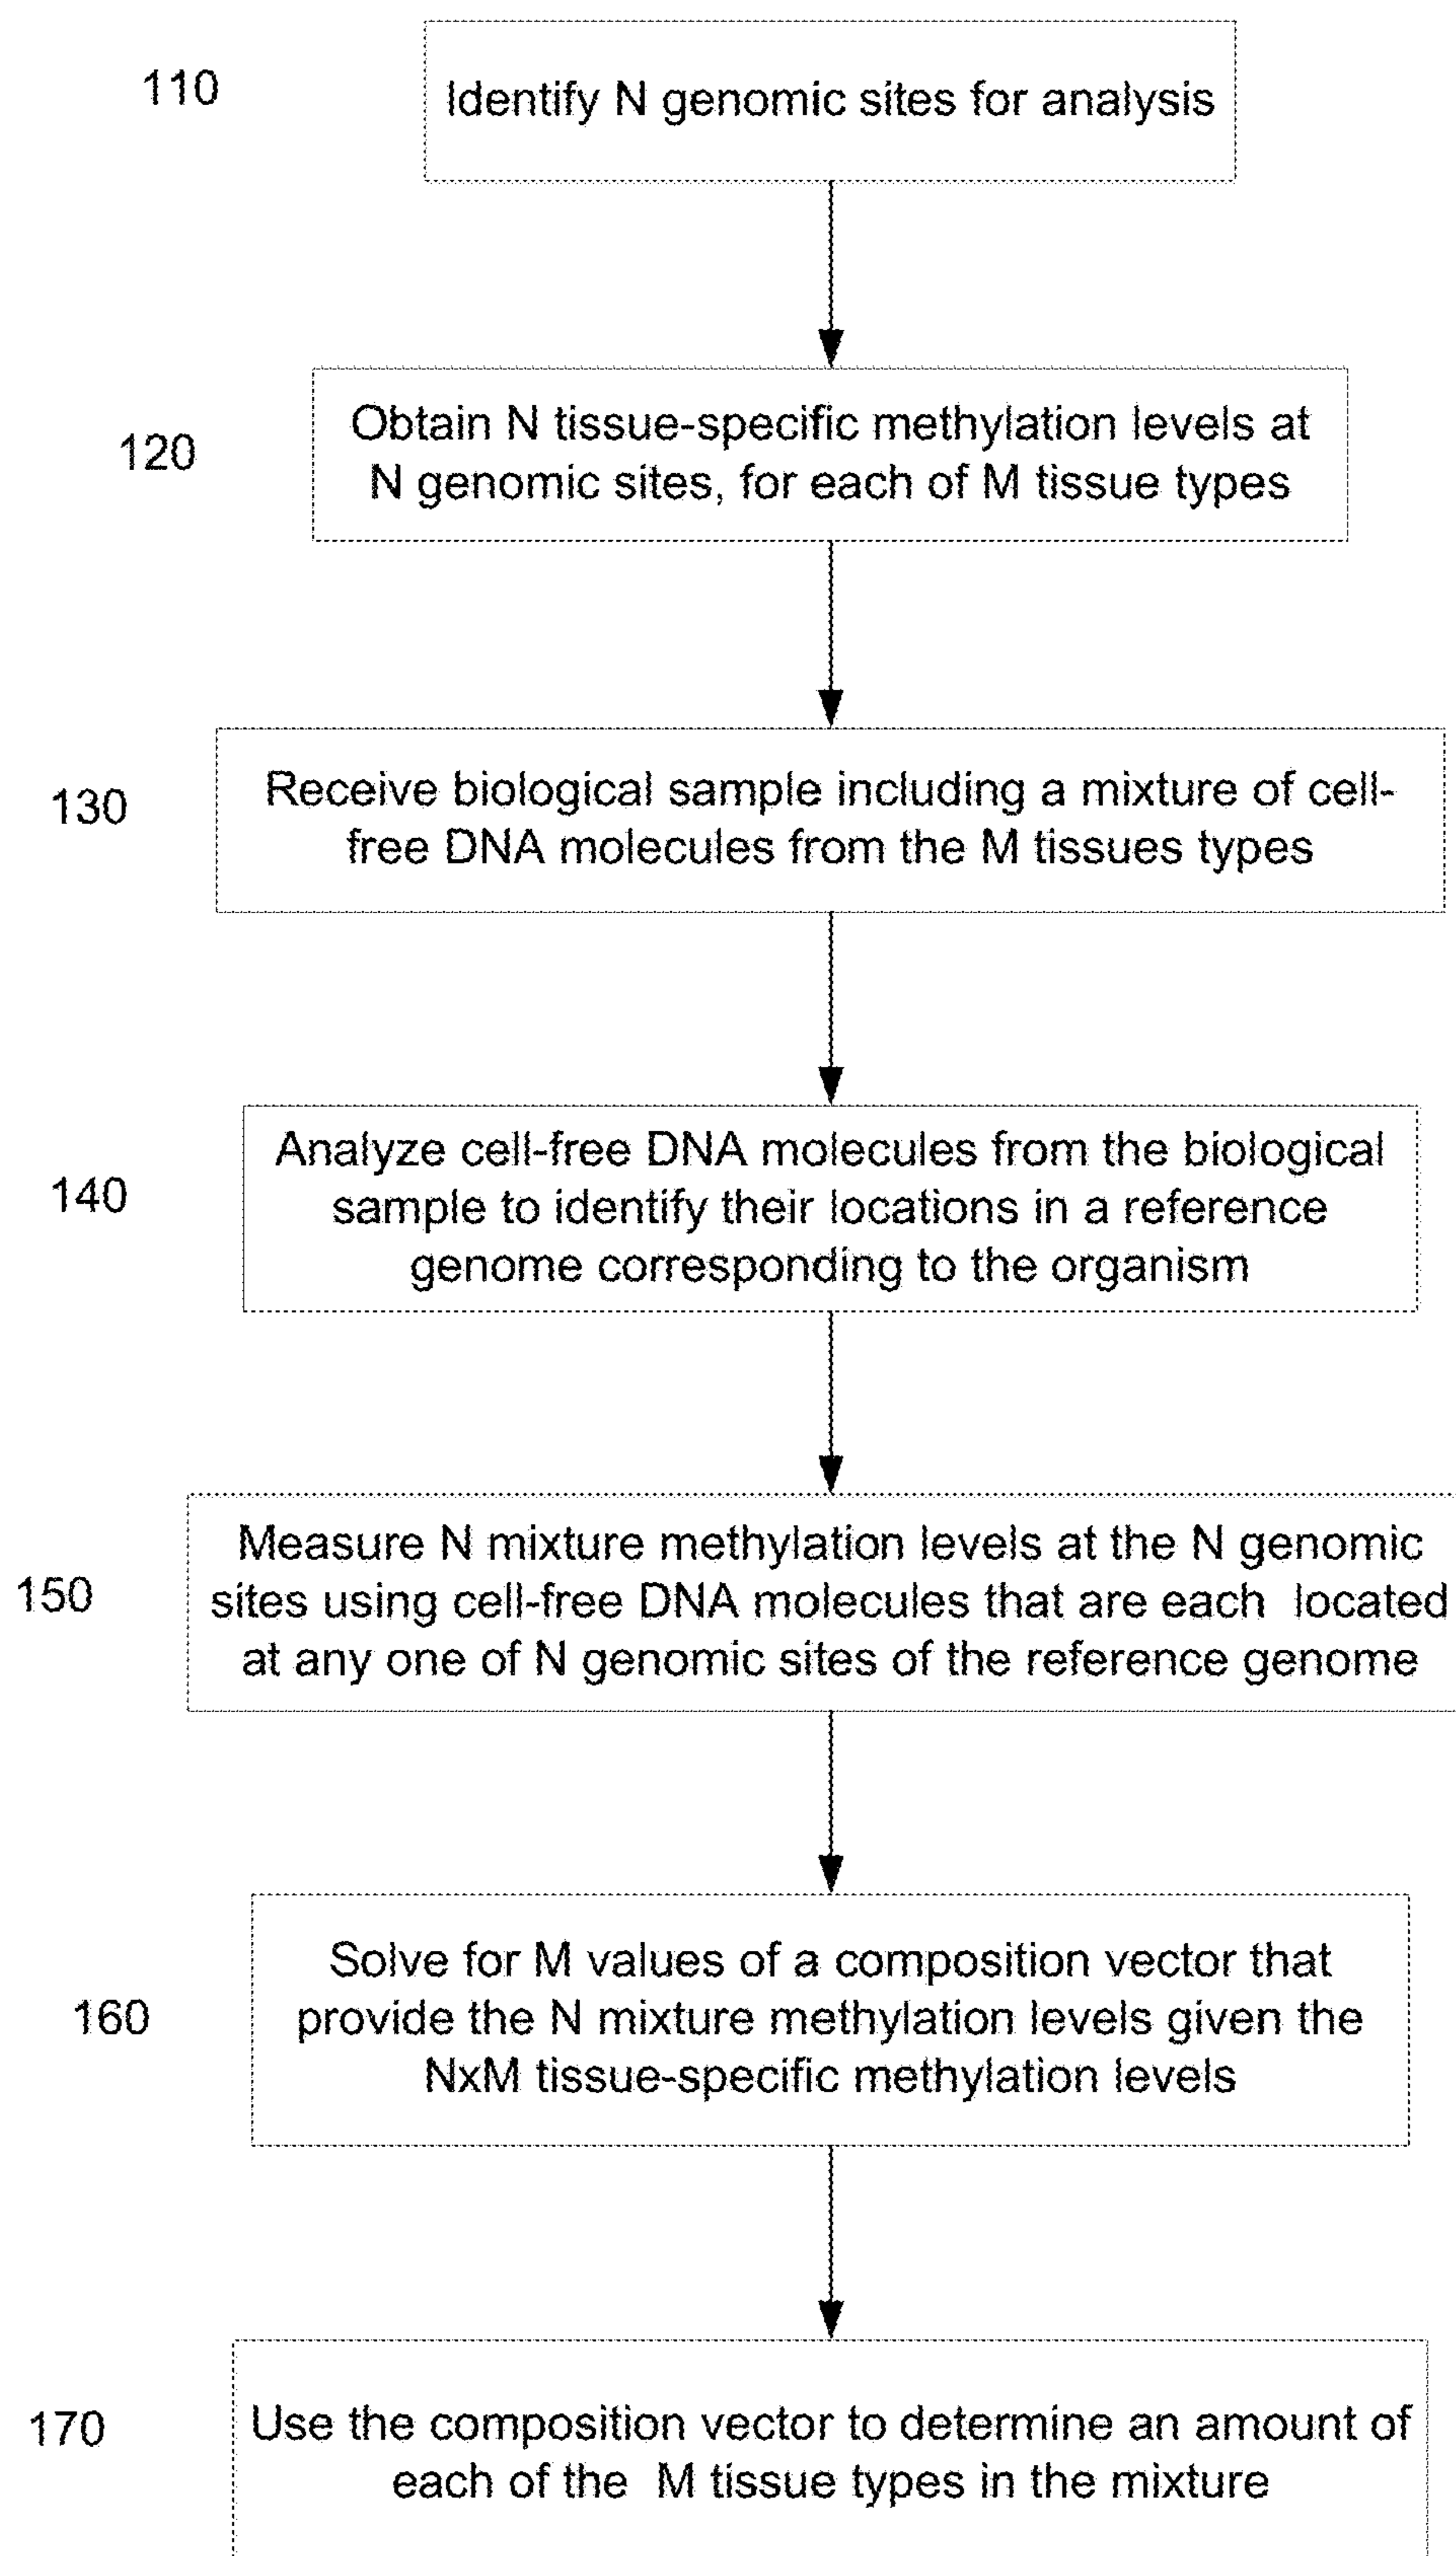 110
Identify N genomic sites for analysis
120
Obtain N tissue-specific methylation levels at
N genomic sites, for each of M tissue types
130
Receive biological sample including a mixture of cell-
free DNA molecules from the M tissues types
140
Analyze cell-free DNA molecules from the biological
sample to identify their locations in a reference
genome corresponding to the organism
150
Measure N mixture methylation levels at the N genomic
sites using cell-free DNA molecules that are each located
at any one of N genomic sites of the reference genome
160
Solve for M values of a composition vector that
provide the N mixture methylation levels given the
NxM tissue-specific methylation levels
170
Use the composition vector to determine an amount of
each of the M tissue types in the mixture